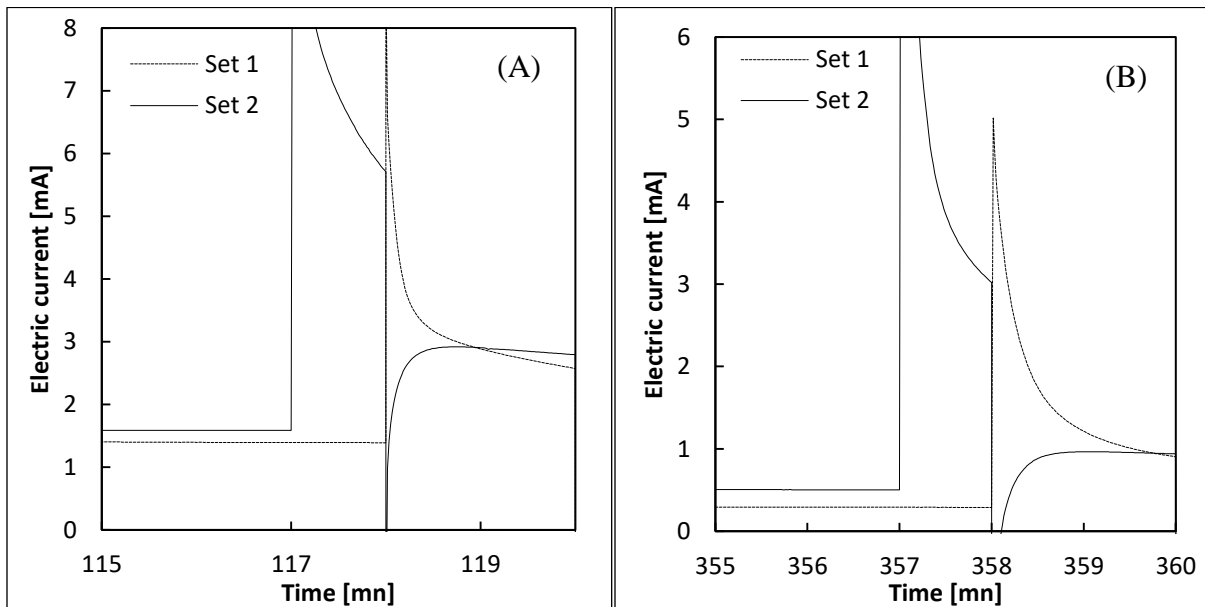 (A)
Set 1
Set 2
Electric current [mA]
8
7
6
5
4
3
2
1
0
115
117
119
Time [mn]
(B)
Set 1
Set 2
Electric current [mA]
6
5
4
3
2
1
0
355
356
357
358
359
360
Time [mn]